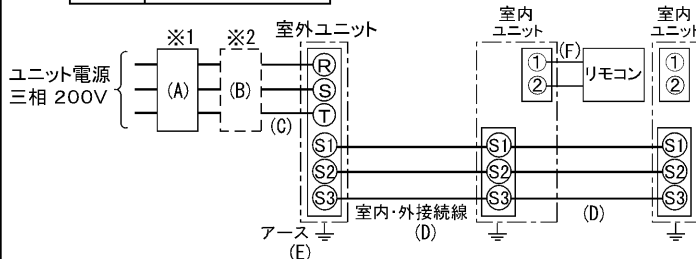 ※1
※2
室外ユニット
室内
ユニット
室内
ユニット
ユニット電源
三相 200V
(A)
(B)
(C)
R
S
T
S1
S2
S3
①
②
(F)
リモコン
①
②
S1
S2
S3
S1
S2
S3
室内・外接続線
(D)
(D)
アース
(E)